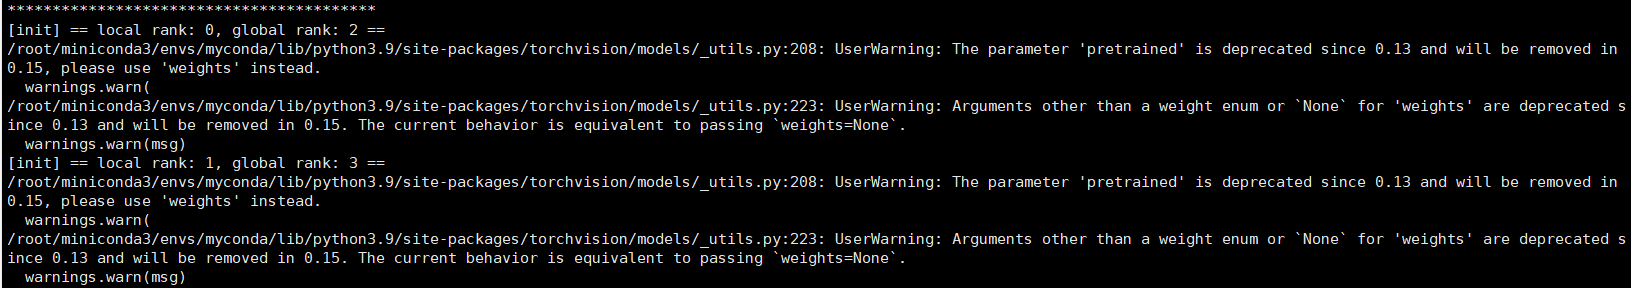 *****************************************
[init] == local rank: 0, global rank: 2 ==
/root/miniconda3/envs/myconda/lib/python3.9/site-packages/torchvision/models/_utils.py:208: UserWarning: The parameter 'pretrained' is deprecated since 0.13 and will be removed in
0.15, please use 'weights' instead.
  warnings.warn(
/root/miniconda3/envs/myconda/lib/python3.9/site-packages/torchvision/models/_utils.py:223: UserWarning: Arguments other than a weight enum or `None` for 'weights' are deprecated s
ince 0.13 and will be removed in 0.15. The current behavior is equivalent to passing `weights=None`.
  warnings.warn(msg)
[init] == local rank: 1, global rank: 3 ==
/root/miniconda3/envs/myconda/lib/python3.9/site-packages/torchvision/models/_utils.py:208: UserWarning: The parameter 'pretrained' is deprecated since 0.13 and will be removed in
0.15, please use 'weights' instead.
  warnings.warn(
/root/miniconda3/envs/myconda/lib/python3.9/site-packages/torchvision/models/_utils.py:223: UserWarning: Arguments other than a weight enum or `None` for 'weights' are deprecated s
ince 0.13 and will be removed in 0.15. The current behavior is equivalent to passing `weights=None`.
  warnings.warn(msg)